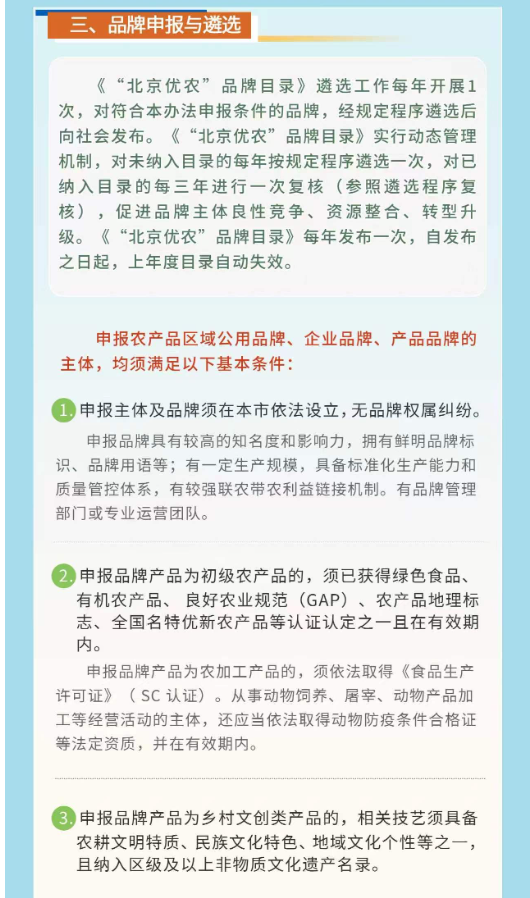 三、品牌申报与遴选
《“北京优农”品牌目录》遴选工作每年开展1
次，对符合本办法申报条件的品牌，经规定程序遴选后
向社会发布。《“北京优农”品牌目录》实行动态管理
机制，对未纳入目录的每年按规定程序遴选一次，对已
纳入目录的每三年进行一次复核（参照遴选程序复
核），促进品牌主体良性竞争、资源整合、转型升
级。《“北京优农”品牌目录》每年发布一次，自发布
之日起，上年度目录自动失效。
申报农产品区域公用品牌、企业品牌、产品品牌的
主体，均须满足以下基本条件：
1. 申报主体及品牌须在本市依法设立，无品牌权属纠纷。
申报品牌具有较高的知名度和影响力，拥有鲜明品牌标
识、品牌用语等；有一定生产规模，具备标准化生产能力和
质量管控体系，有较强联农带农利益链接机制。有品牌管理
部门或专业运营团队。
2. 申报品牌产品为初级农产品的，须已获得绿色食品、
有机农产品、 良好农业规范（GAP）、农产品地理标
志、全国名特优新农产品等认证认定之一且在有效期
内。
申报品牌产品为农加工产品的，须依法取得《食品生产
许可证》（ SC 认证）。从事动物饲养、屠宰、动物产品加
工等经营活动的主体，还应当依法取得动物防疫条件合格证
等法定资质，并在有效期内。
3. 申报品牌产品为乡村文创类产品的，相关技艺须具备
农耕文明特质、民族文化特色、地域文化个性等之一，
且纳入区级及以上非物质文化遗产名录。